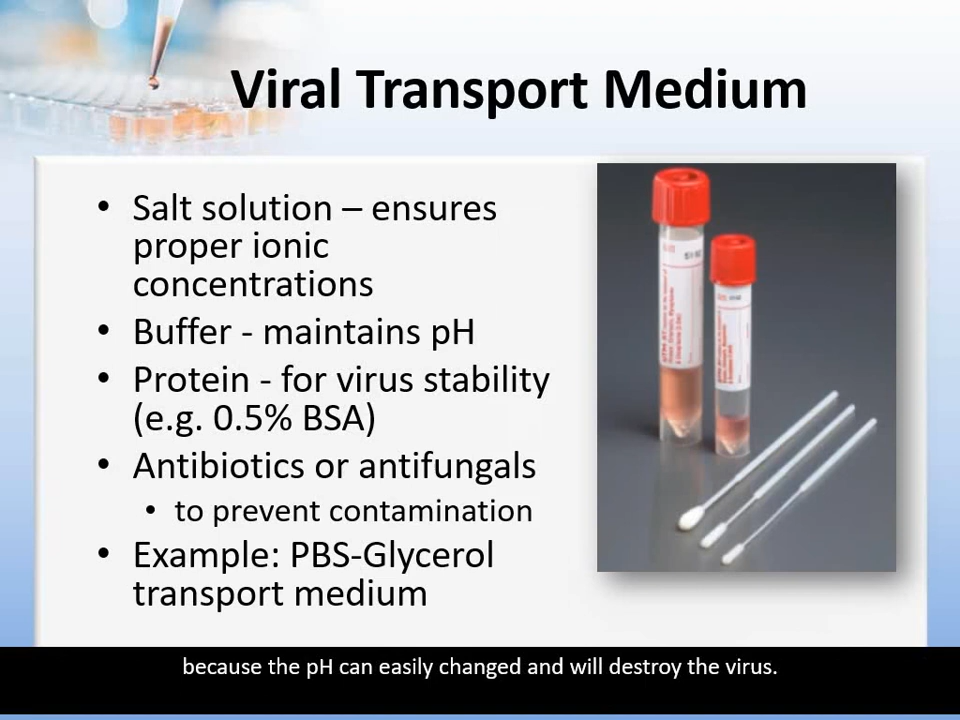 Viral Transport Medium
• Salt solution – ensures
proper ionic
concentrations
• Buffer - maintains pH
• Protein - for virus stability
(e.g. 0.5% BSA)
• Antibiotics or antifungals
• to prevent contamination
• Example: PBS-Glycerol
transport medium
because the pH can easily changed and will destroy the virus.